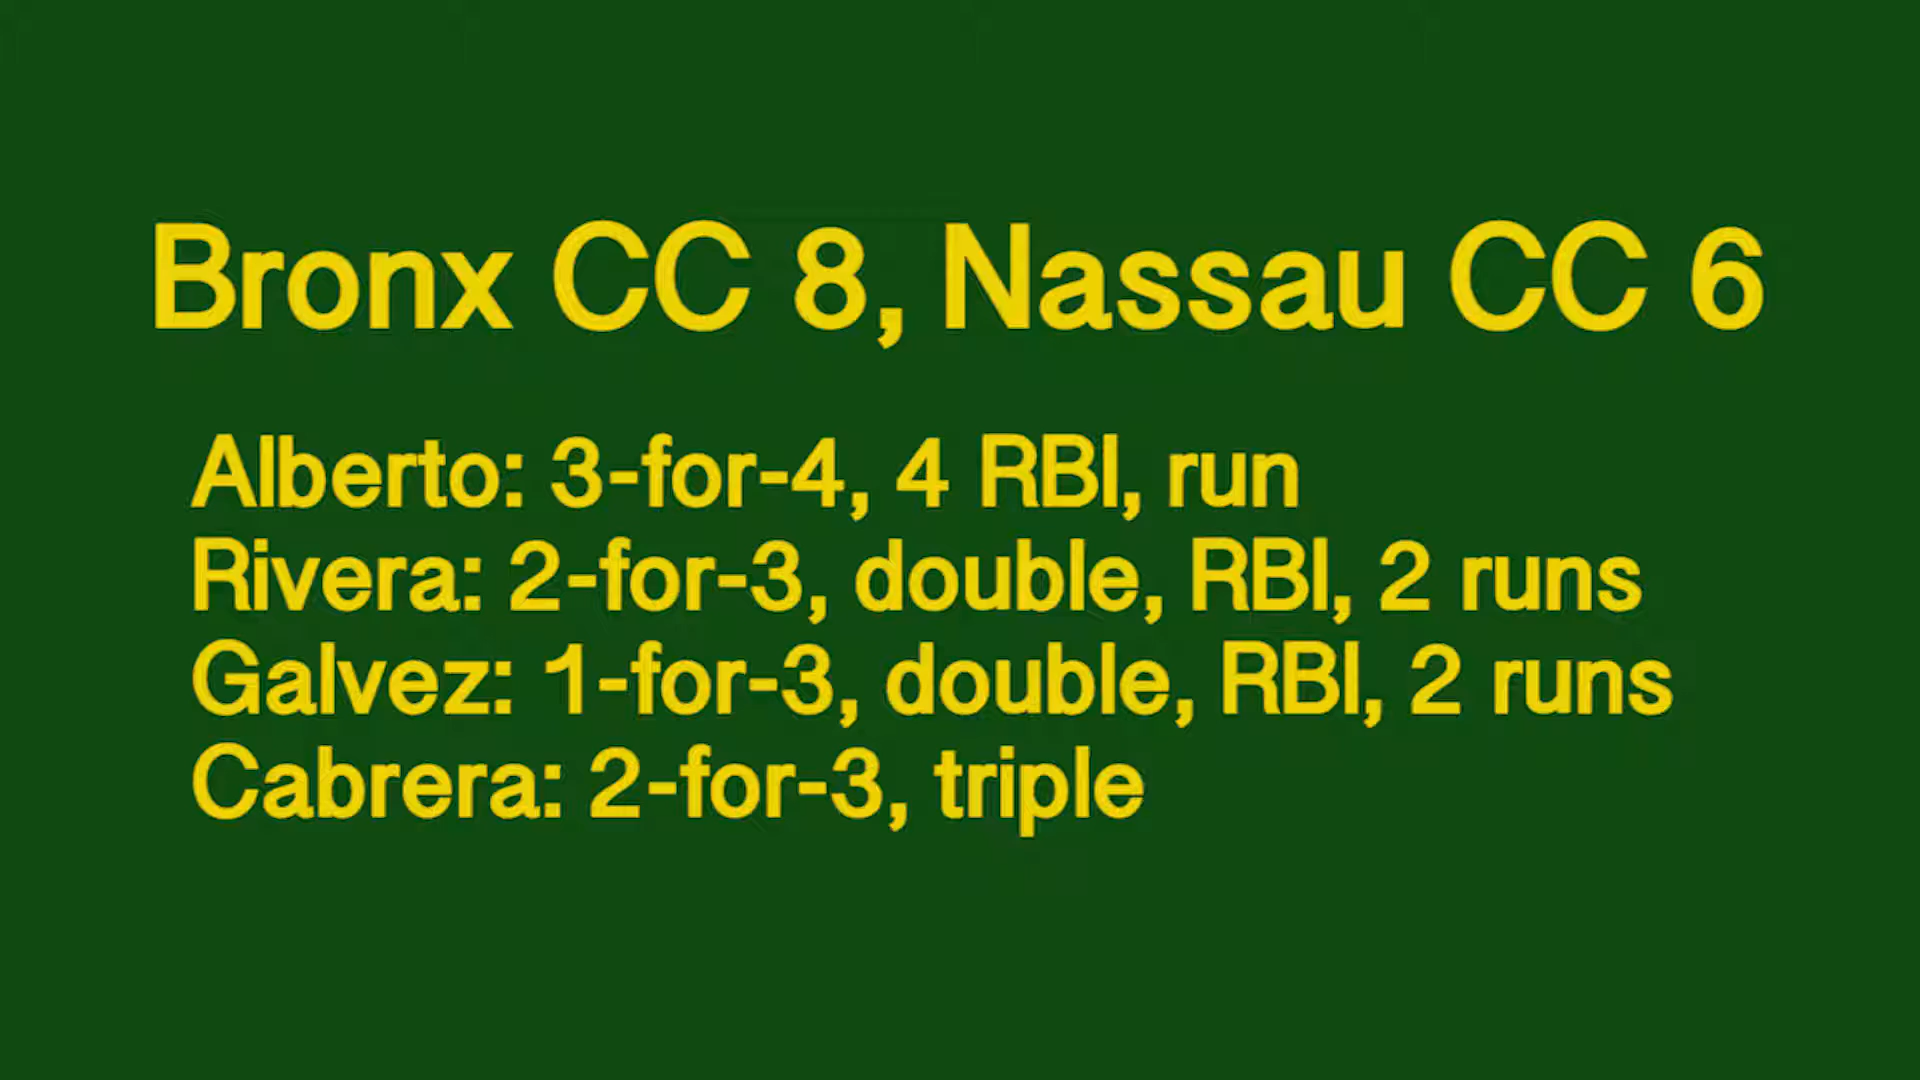 Bronx CC 8, Nassau CC 6
Alberto: 3-for-4, 4 RBI, run
Rivera: 2-for-3, double, RBI, 2 runs
Galvez: 1-for-3, double, RBI, 2 runs
Cabrera: 2-for-3, triple